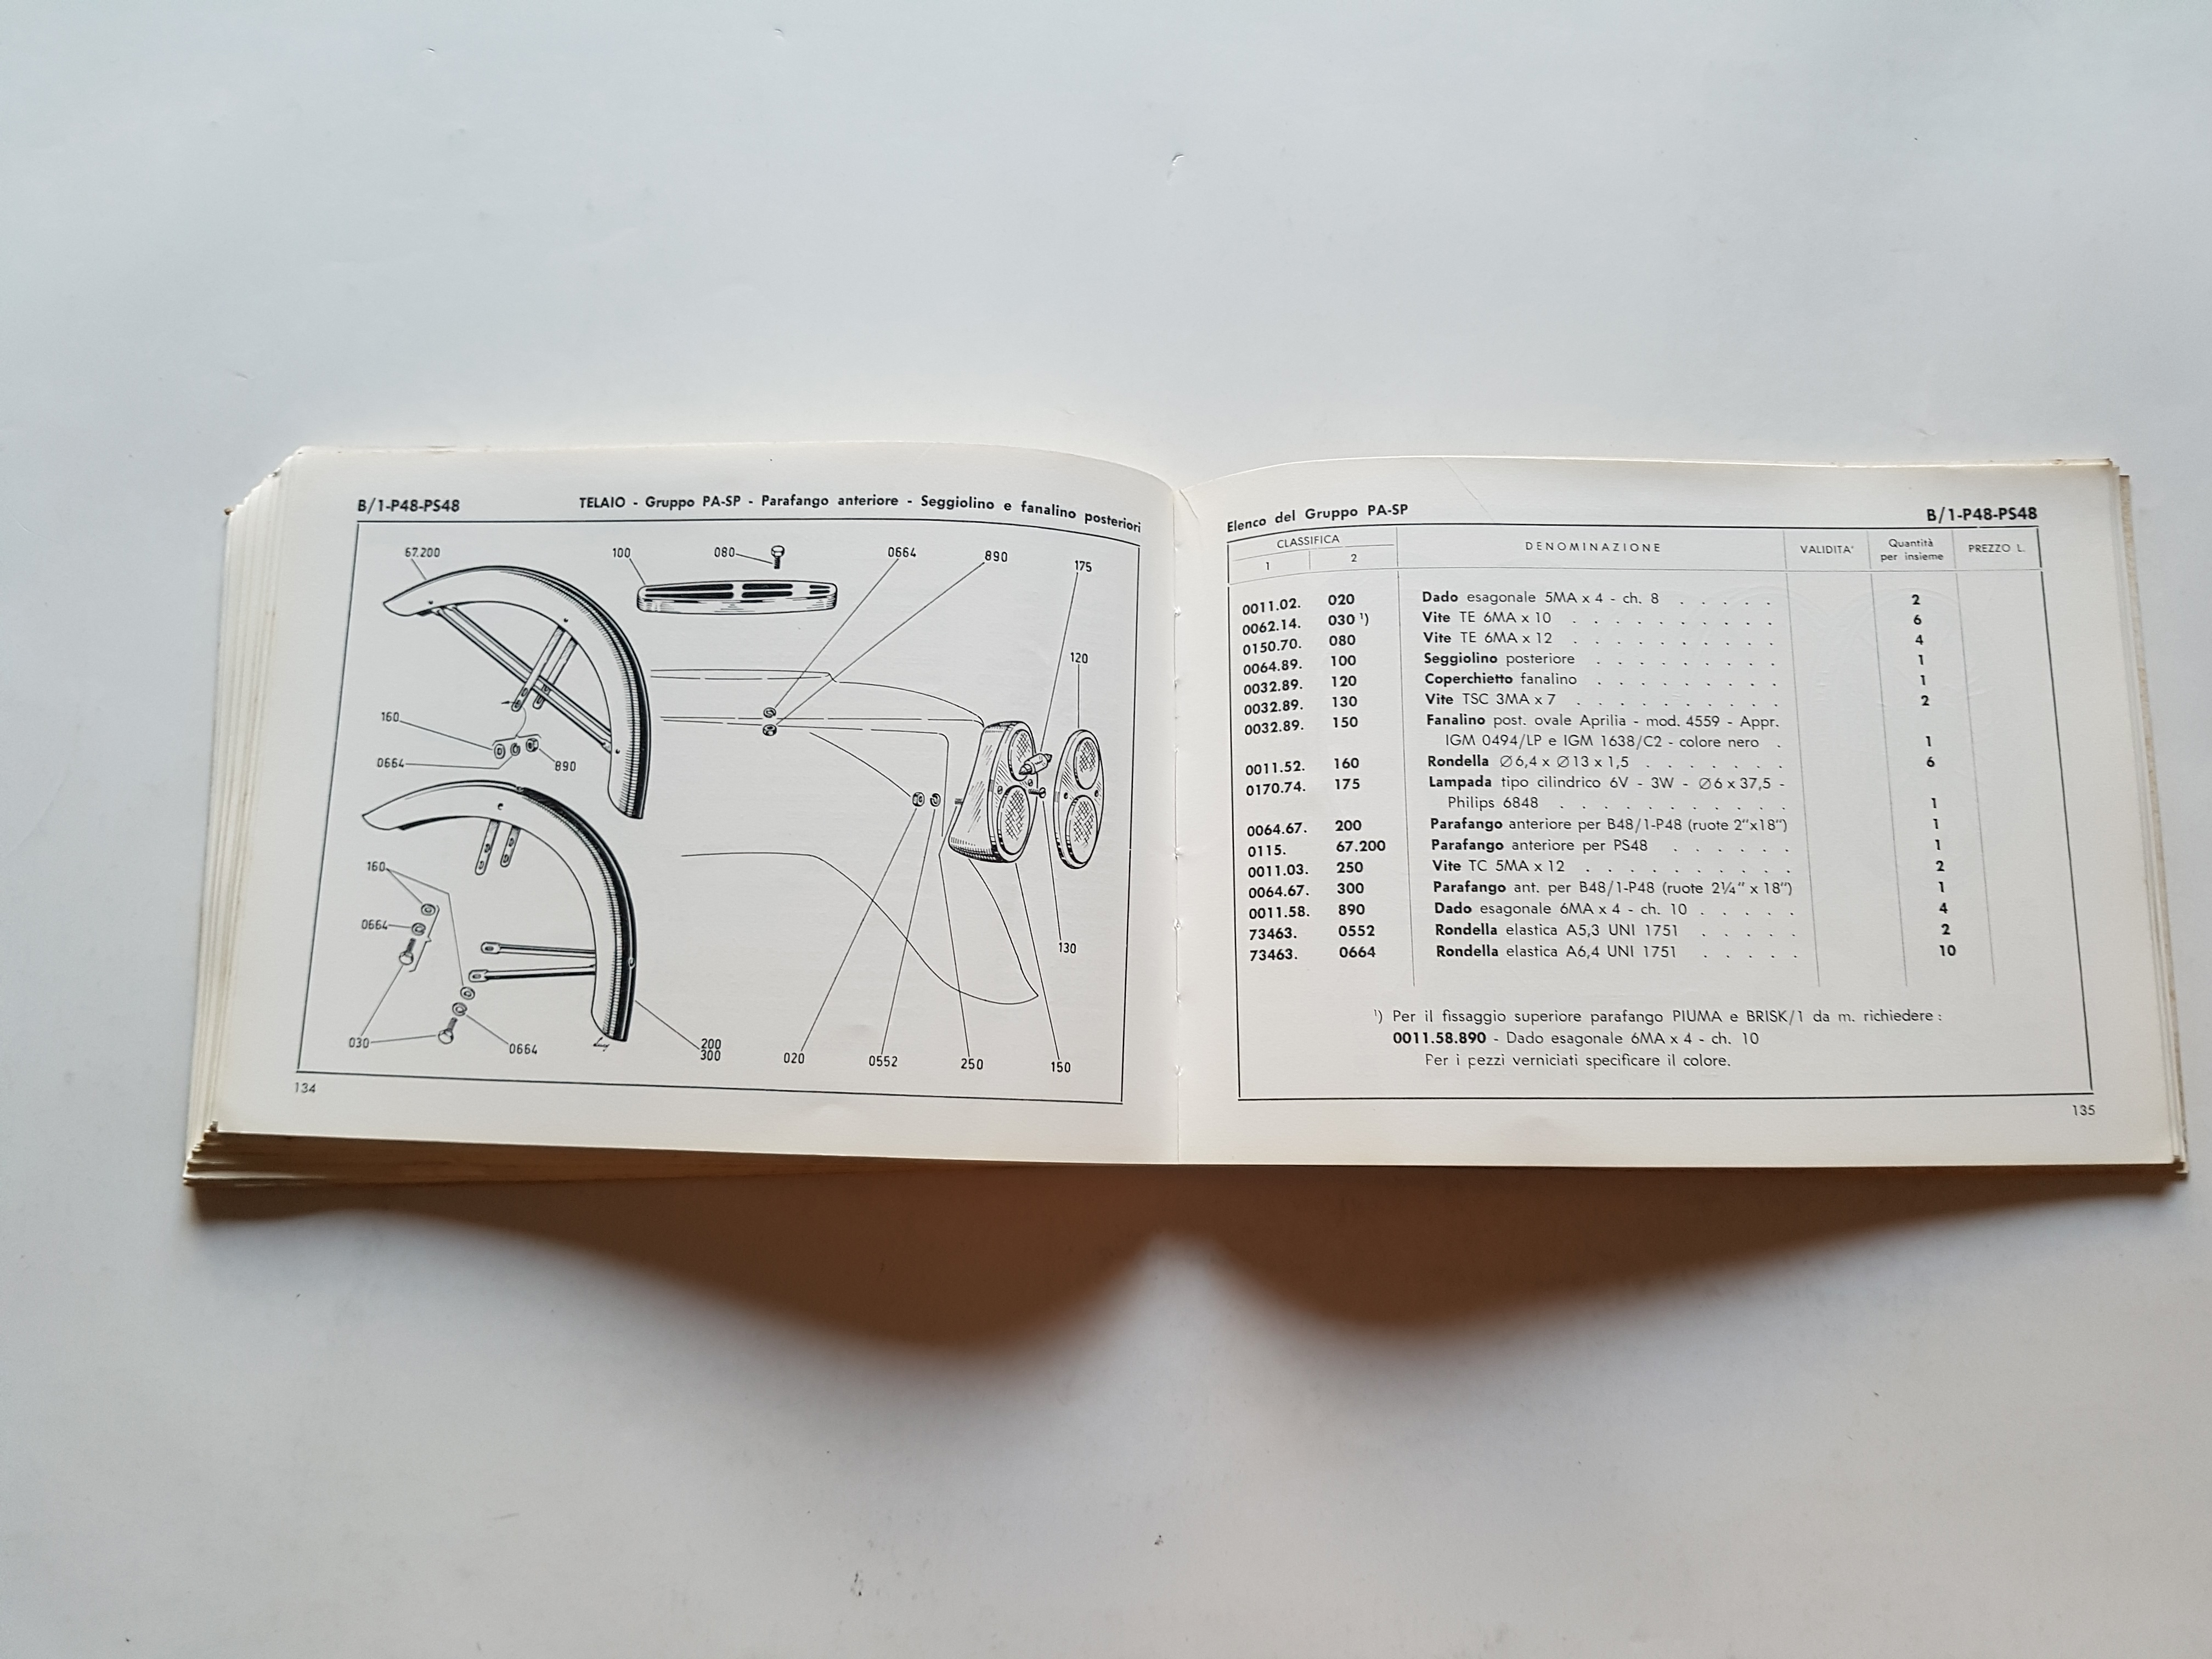 B/1-P48-PS48 TELAIO - Gruppo PA-SP - Parafango anteriore - Seggiolino e fanalino posteriori
67.200 100 080 0664 890 175
120
160
0664 890
160
0664
130
030 0664 200 020 0552 250 150
300
134
Elenco del Gruppo PA-SP B/1-P48-PS48
CLASSIFICA DENOMINAZIONE VALIDITA' Quantità per insieme PREZZO L.
1 2
0011.02. 020 Dado esagonale 5MA x 4 - ch. 8 . . . . . 2
0062.14. 030 ¹) Vite TE 6MA x 10 . . . . . . . . . . 6
0150.70. 080 Vite TE 6MA x 12 . . . . . . . . . . 4
0064.89. 100 Seggiolino posteriore . . . . . . . . . 1
0032.89. 120 Coperchietto fanalino . . . . . . . . . 1
0032.89. 130 Vite TSC 3MA x 7 . . . . . . . . . . 2
0032.89. 150 Fanalino post. ovale Aprilia - mod. 4559 - Appr.
IGM 0494/LP e IGM 1638/C2 - colore nero . 1
0011.52. 160 Rondella Ø 6,4 x Ø 13 x 1,5 . . . . . . . 6
0170.74. 175 Lampada tipo cilindrico 6V - 3W - Ø 6 x 37,5 -
Philips 6848 . . . . . . . . . . . 1
0064.67. 200 Parafango anteriore per B48/1-P48 (ruote 2"x18") 1
0115. 67.200 Parafango anteriore per PS48 . . . . . . 1
0011.03. 250 Vite TC 5MA x 12 . . . . . . . . . . 2
0064.67. 300 Parafango ant. per B48/1-P48 (ruote 2¼" x 18") 1
0011.58. 890 Dado esagonale 6MA x 4 - ch. 10 . . . . . 4
73463. 0552 Rondella elastica A5,3 UNI 1751 . . . . . 2
73463. 0664 Rondella elastica A6,4 UNI 1751 . . . . . 10
¹) Per il fissaggio superiore parafango PIUMA e BRISK/1 da m. richiedere :
0011.58.890 - Dado esagonale 6MA x 4 - ch. 10
Per i pezzi verniciati specificare il colore.
135